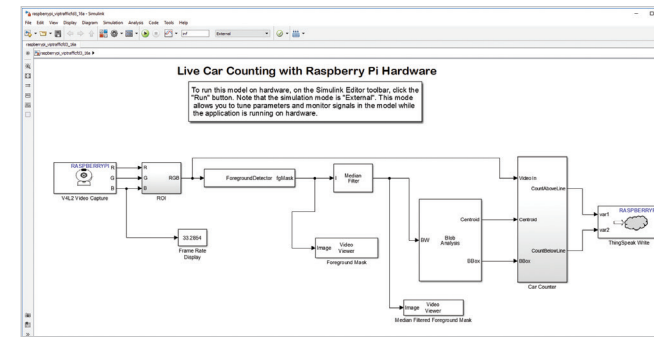 raspberrypi_viptrafficfd3_tbe - Simulink
File Edit View Display Diagram Simulation Analysis Code Tools Help
inf External
Live Car Counting with Raspberry Pi Hardware
To run this model on hardware, on the Simulink Editor toolbar, click the
"Run" button. Note that the simulation mode is "External". This mode
allows you to tune parameters and monitor signals in the model while
the application is running on hardware.
RASPBERRYPI
R
G
B
V4L2 Video Capture
R
G
B
RGB
ROI
33.2864
Frame Rate
Display
ForegroundDetector fgMask
Image Video
Viewer
Foreground Mask
I Median
Filter
BW Blob
Analysis
Centroid
BBox
Image Video
Viewer
Median Filtered Foreground Mask
Video In
Centroid
BBox
CountAboveLine
CountBelowLine
Car Counter
RASPBERRYPI
var1
var2
ThingSpeak Write